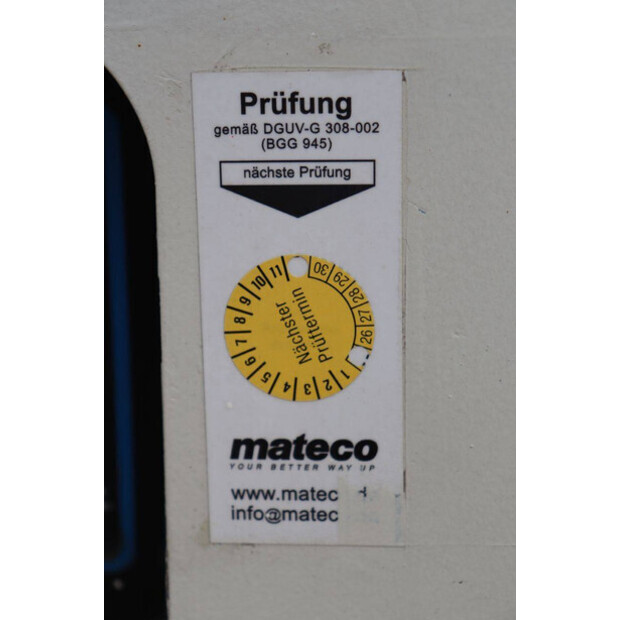 Prüfung
gemäß DGUV-G 308-002
(BGG 945)
nächste Prüfung
1 2 3 4 5 6 7 8 9 10 11
30 29 28 27 26
Nächster
Prüftermin
mateco
YOUR BETTER WAY UP
www.matec
info@matec